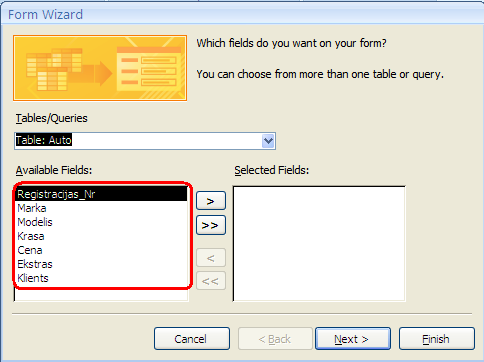 Form Wizard
Which fields do you want on your form?
You can choose from more than one table or query.
Tables/Queries
Table: Auto
Available Fields:
Selected Fields:
Registracijas_Nr
Marka
Modelis
Krasa
Cena
Ekstras
Klients
>
>>
<
<<
Cancel
< Back
Next >
Finish